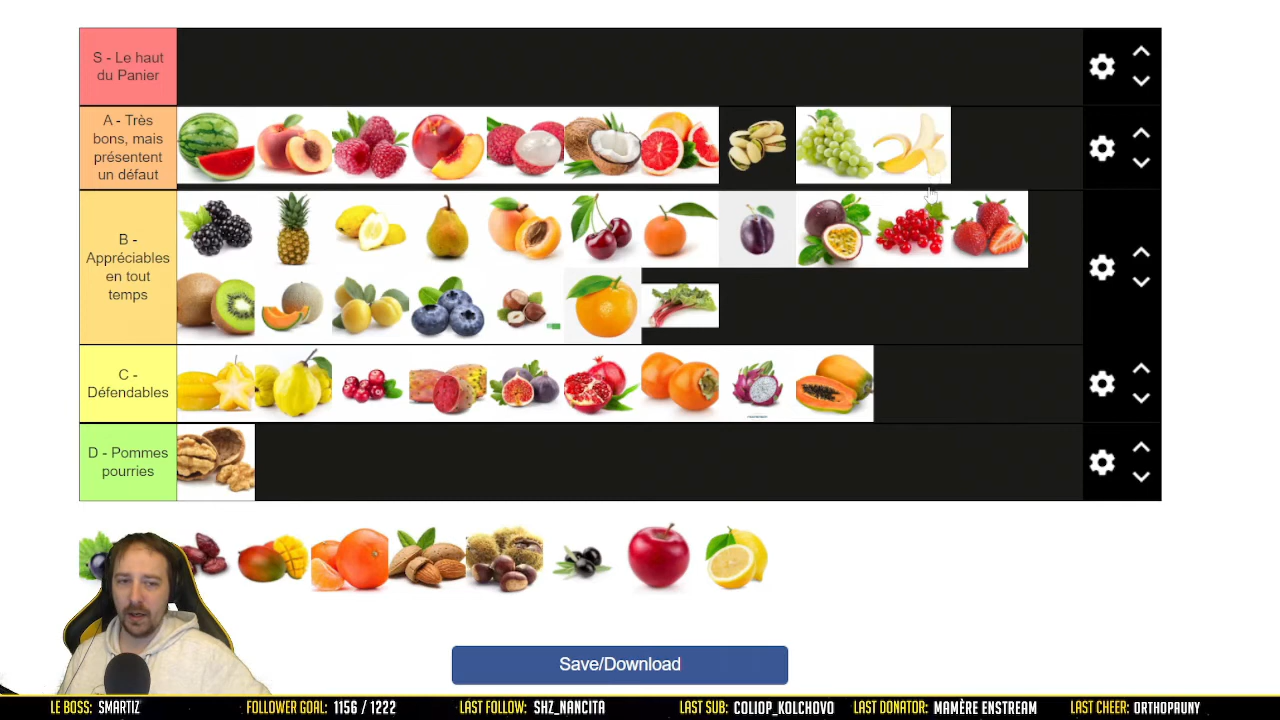 S - Le haut
du Panier
A - Très
bons, mais
présentent
un défaut
B -
Appréciables
en tout
temps
C -
Défendables
D - Pommes
pourries
Save/Download
LE BOSS: SMARTIZ FOLLOWER GOAL: 1156 / 1222 LAST FOLLOW: SHZ_NANCITA LAST SUB: COLIOP_KOLCHOVO LAST DONATOR: MAMÈRE ENSTREAM LAST CHEER: ORTHOPAUNY